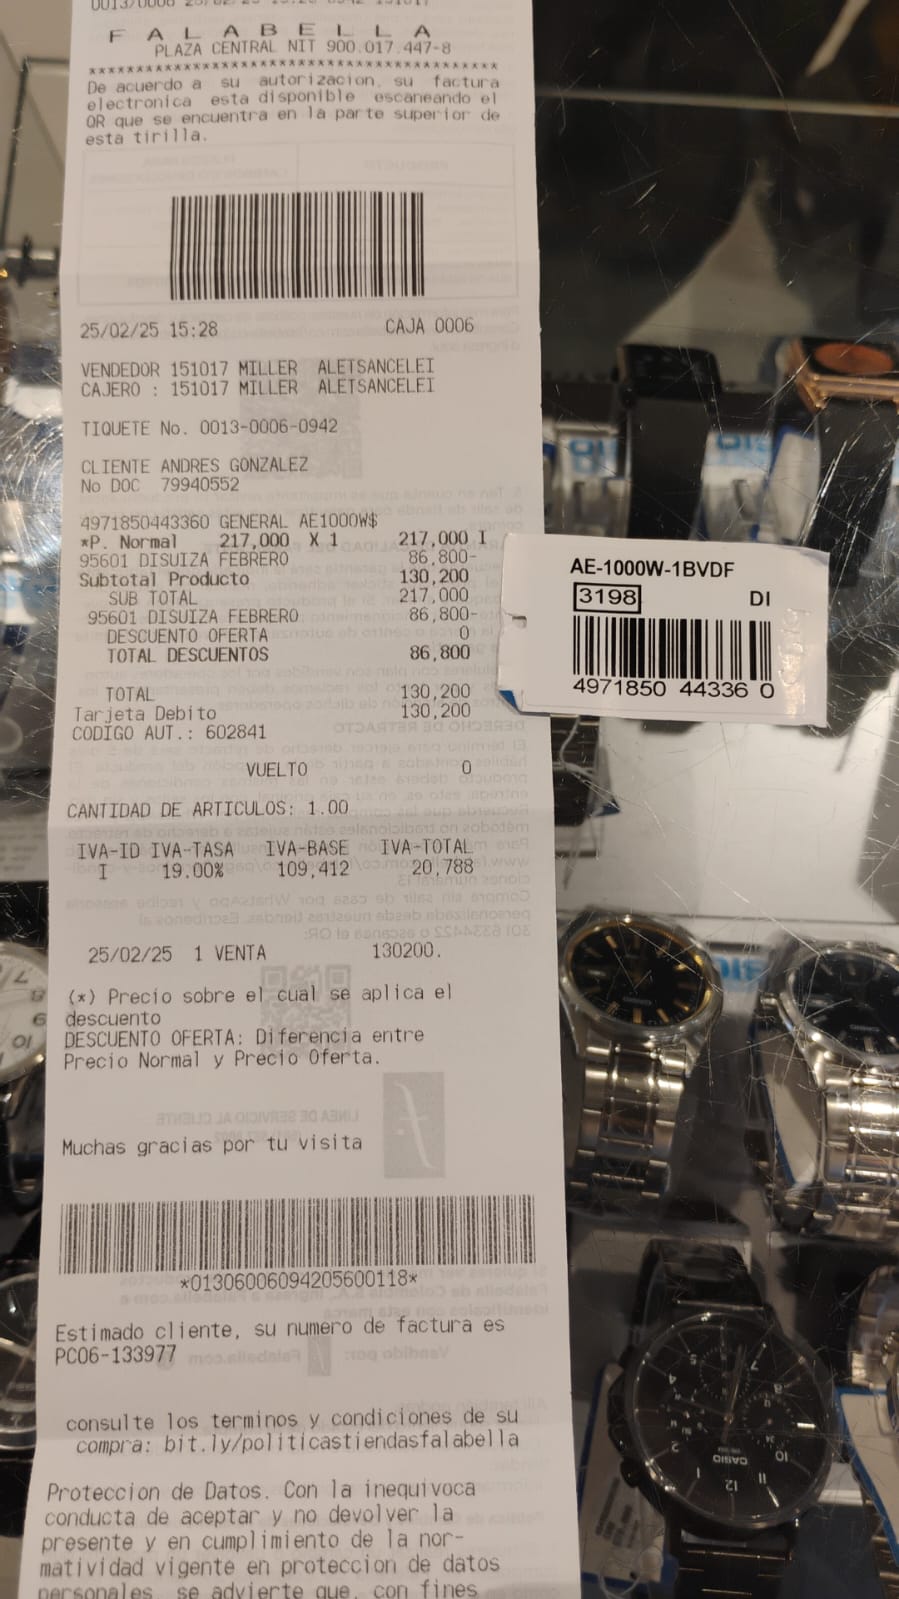 F A L A B E L L A
PLAZA CENTRAL NIT 900.017.447-8
**************************************************
De acuerdo a su autorizacion, su factura
electronica esta disponible escaneando el
QR que se encuentra en la parte superior de
esta tirilla.
25/02/25 15:28 CAJA 0006
VENDEDOR 151017 MILLER ALETSANCELEI
CAJERO : 151017 MILLER ALETSANCELEI
TIQUETE No. 0013-0006-0942
CLIENTE ANDRES GONZALEZ
No DOC 79940552
4971850443360 GENERAL AE1000W$
*P. Normal 217,000 X 1 217,000 I
95601 DISUIZA FEBRERO 86,800-
Subtotal Producto 130,200
SUB TOTAL 217,000
95601 DISUIZA FEBRERO 86,800-
DESCUENTO OFERTA 0
TOTAL DESCUENTOS 86,800
TOTAL 130,200
Tarjeta Debito 130,200
CODIGO AUT.: 602841
VUELTO 0
CANTIDAD DE ARTICULOS: 1.00
IVA-ID IVA-TASA IVA-BASE IVA-TOTAL
I 19.00% 109,412 20,788
25/02/25 1 VENTA 130200.
(*) Precio sobre el cual se aplica el
descuento
DESCUENTO OFERTA: Diferencia entre
Precio Normal y Precio Oferta.
Muchas gracias por tu visita
*01306006094205600118*
Estimado cliente, su numero de factura es
PC06-133977
consulte los terminos y condiciones de su
compra: bit.ly/politicastiendasfalabella
Proteccion de Datos. Con la inequivoca
conducta de aceptar y no devolver la
presente y en cumplimiento de la nor-
matividad vigente en proteccion de datos
personales se advierte que, con fines
AE-1000W-1BVDF
3198 DI
4971850 44336 0
CASIO